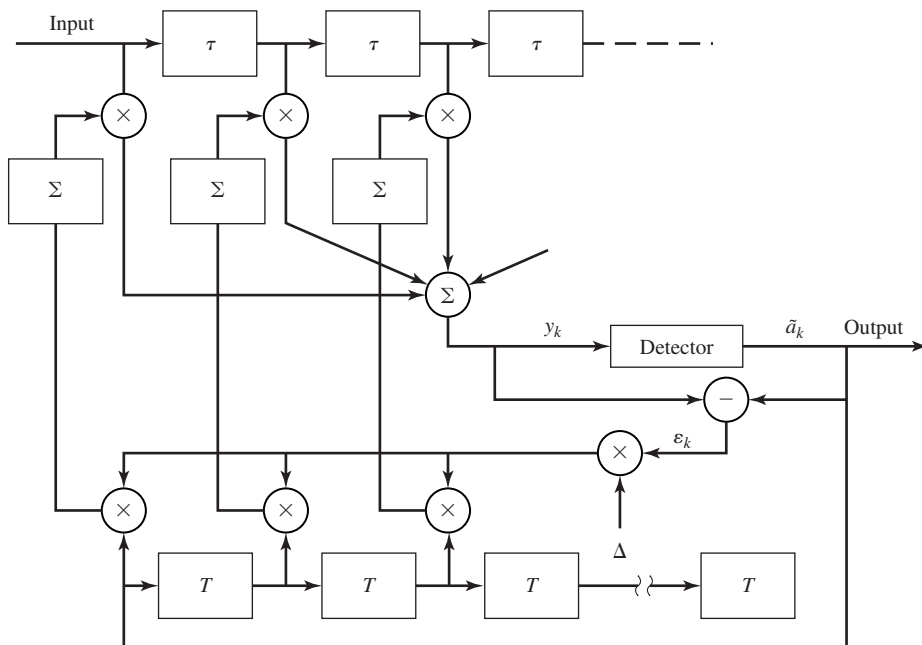 Input
τ
τ
τ
×
×
×
Σ
Σ
Σ
Σ
y_k
Detector
ã_k
Output
−
ε_k
×
×
×
×
Δ
T
T
T
T